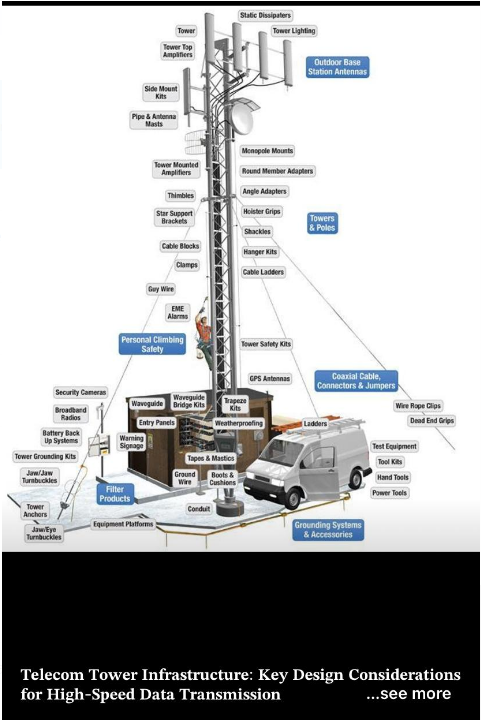 Static Dissipaters
Tower
Tower Lighting
Tower Top
Amplifiers
Outdoor Base
Station Antennas
Side Mount
Kits
Pipe & Antenna
Masts
Monopole Mounts
Tower Mounted
Amplifiers
Round Member Adapters
Thimbles
Angle Adapters
Star Support
Brackets
Hoister Grips
Towers
& Poles
Shackles
Cable Blocks
Hanger Kits
Clamps
Cable Ladders
Guy Wire
EME
Alarms
Personal Climbing
Safety
Tower Safety Kits
GPS Antennas
Coaxial Cable,
Connectors & Jumpers
Security Cameras
Waveguide
Waveguide
Bridge Kits
Trapeze
Kits
Wire Rope Clips
Broadband
Radios
Entry Panels
Weatherproofing
Ladders
Dead End Grips
Battery Back
Up Systems
Warning
Signage
Test Equipment
Tower Grounding Kits
Tapes & Mastics
Tool Kits
Jaw/Jaw
Turnbuckles
Ground
Wire
Boots &
Cushions
Hand Tools
Filter
Products
Power Tools
Tower
Anchors
Conduit
Jaw/Eye
Turnbuckles
Equipment Platforms
Grounding Systems
& Accessories
Telecom Tower Infrastructure: Key Design Considerations
for High-Speed Data Transmission ...see more